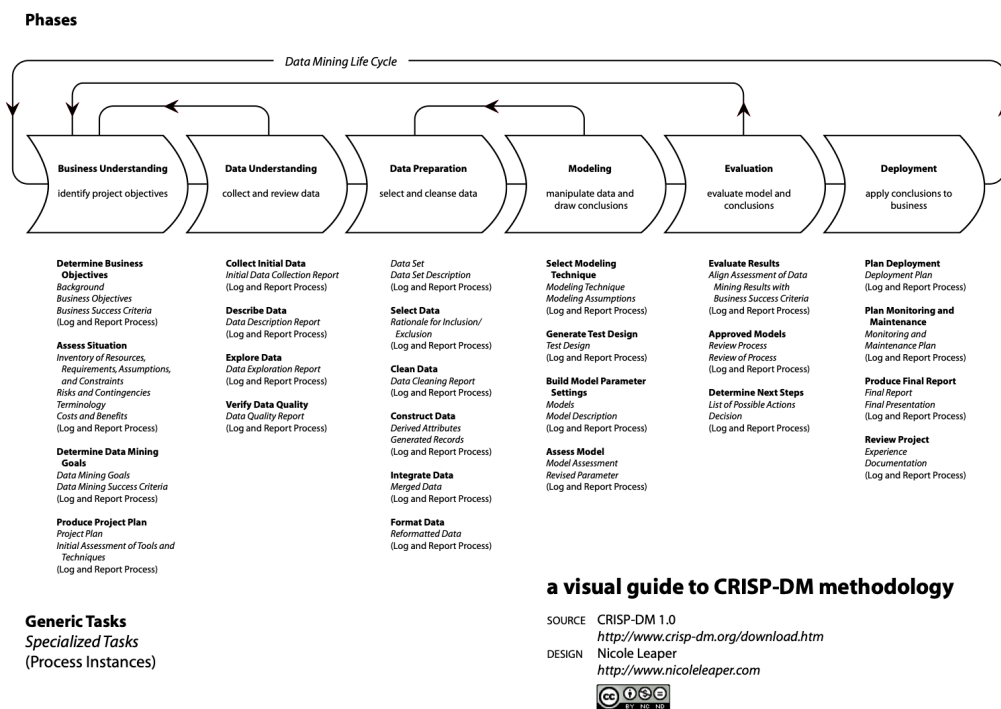 Phases
Data Mining Life Cycle
Business Understanding
identify project objectives
Data Understanding
collect and review data
Data Preparation
select and cleanse data
Modeling
manipulate data and
draw conclusions
Evaluation
evaluate model and
conclusions
Deployment
apply conclusions to
business
Determine Business
Objectives
Background
Business Objectives
Business Success Criteria
(Log and Report Process)
Assess Situation
Inventory of Resources,
Requirements, Assumptions,
and Constraints
Risks and Contingencies
Terminology
Costs and Benefits
(Log and Report Process)
Determine Data Mining
Goals
Data Mining Goals
Data Mining Success Criteria
(Log and Report Process)
Produce Project Plan
Project Plan
Initial Assessment of Tools and
Techniques
(Log and Report Process)
Collect Initial Data
Initial Data Collection Report
(Log and Report Process)
Describe Data
Data Description Report
(Log and Report Process)
Explore Data
Data Exploration Report
(Log and Report Process)
Verify Data Quality
Data Quality Report
(Log and Report Process)
Data Set
Data Set Description
(Log and Report Process)
Select Data
Rationale for Inclusion/
Exclusion
(Log and Report Process)
Clean Data
Data Cleaning Report
(Log and Report Process)
Construct Data
Derived Attributes
Generated Records
(Log and Report Process)
Integrate Data
Merged Data
(Log and Report Process)
Format Data
Reformatted Data
(Log and Report Process)
Select Modeling
Technique
Modeling Technique
Modeling Assumptions
(Log and Report Process)
Generate Test Design
Test Design
(Log and Report Process)
Build Model Parameter
Settings
Models
Model Description
(Log and Report Process)
Assess Model
Model Assessment
Revised Parameter
(Log and Report Process)
Evaluate Results
Align Assessment of Data
Mining Results with
Business Success Criteria
(Log and Report Process)
Approved Models
Review Process
Review of Process
(Log and Report Process)
Determine Next Steps
List of Possible Actions
Decision
(Log and Report Process)
Plan Deployment
Deployment Plan
(Log and Report Process)
Plan Monitoring and
Maintenance
Monitoring and
Maintenance Plan
(Log and Report Process)
Produce Final Report
Final Report
Final Presentation
(Log and Report Process)
Review Project
Experience
Documentation
(Log and Report Process)
Generic Tasks
Specialized Tasks
(Process Instances)
a visual guide to CRISP-DM methodology
SOURCE CRISP-DM 1.0
http://www.crisp-dm.org/download.htm
DESIGN Nicole Leaper
http://www.nicoleleaper.com
cc
BY NC ND